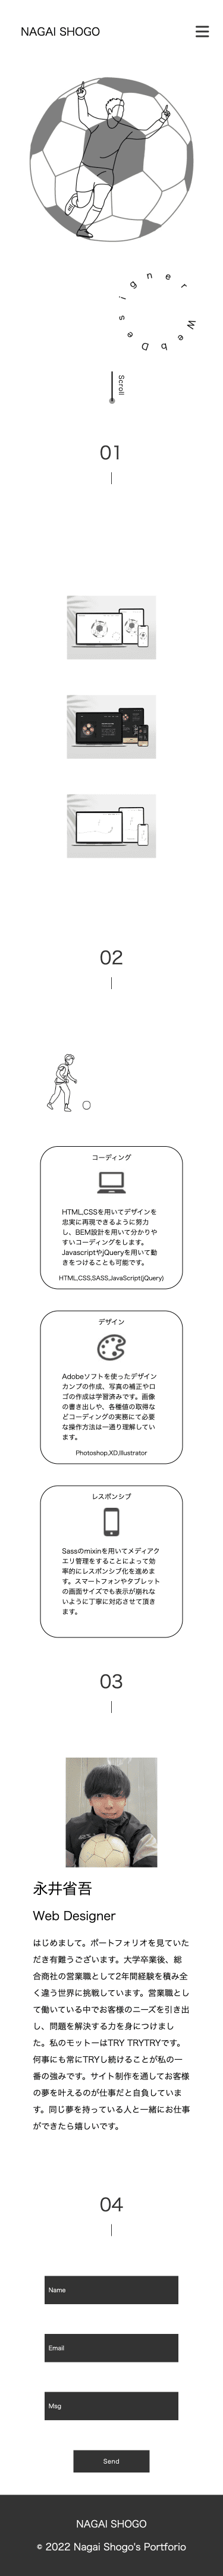 NAGAI SHOGO
Web Designer
Scroll
01
02
コーディング
HTML,CSSを用いてデザインを
忠実に再現できるように努力
し、BEM設計を用いて分かりや
すいコーディングをします。
JavascriptやjQueryを用いて動
きをつけることも可能です。
HTML,CSS,SASS,JavaScript(jQuery)
デザイン
Adobeソフトを使ったデザイン
カンプの作成、写真の補正やロ
ゴの作成は学習済みです。画像
の書き出しや、各種値の取得な
どコーディングの実務にて必要
な操作方法は一通り理解してい
ます。
Photoshop,XD,Illustrator
レスポンシブ
Sassのmixinを用いてメディアク
エリ管理をすることによって効
率的にレスポンシブ化を進めま
す。スマートフォンやタブレット
の画面サイズでも表示が崩れな
いように丁寧に対応させて頂き
ます。
03
永井省吾
Web Designer
はじめまして。ポートフォリオを見ていた
だき有難うございます。大学卒業後、総
合商社の営業職として2年間経験を積み全
く違う世界に挑戦しています。営業職とし
て働いている中でお客様のニーズを引き出
し、問題を解決する力を身につけまし
た。私のモットーはTRY TRYTRYです。
何事にも常にTRYし続けることが私の一
番の強みです。サイト制作を通してお客様
の夢を叶えるのが仕事だと自負していま
す。同じ夢を持っている人と一緒にお仕事
ができたら嬉しいです。
04
Name
Email
Msg
Send
NAGAI SHOGO
© 2022 Nagai Shogo's Portforio